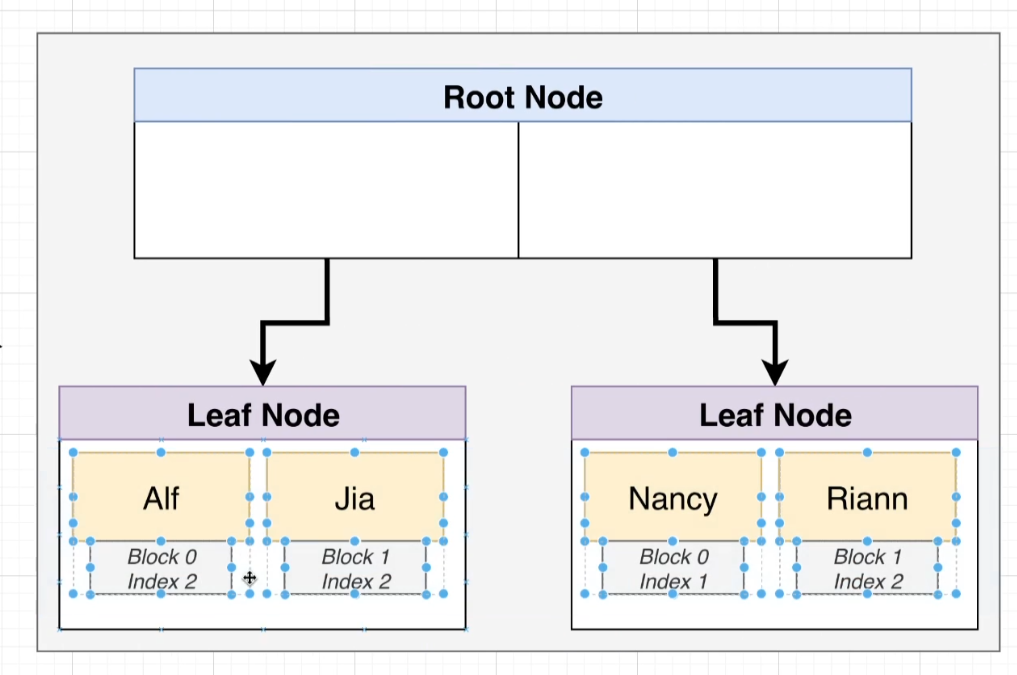 Root Node
Leaf Node
Alf
Jia
Block 0
Index 2
Block 1
Index 2
Leaf Node
Nancy
Riann
Block 0
Index 1
Block 1
Index 2